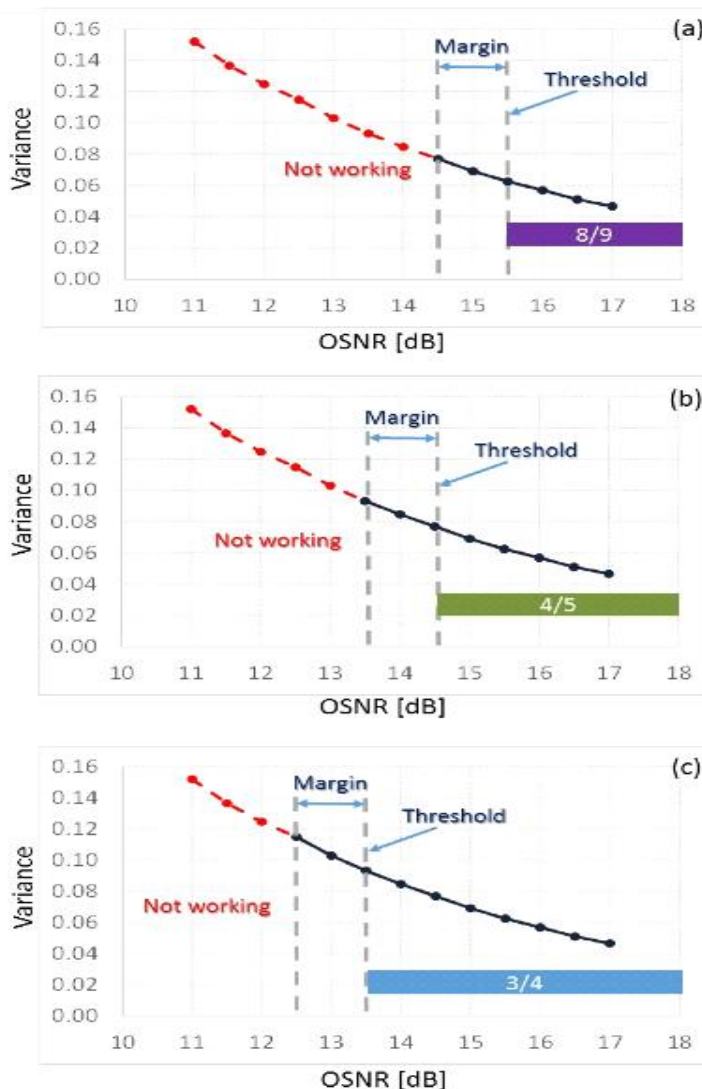 (a)
0.16
0.14
0.12
0.10
0.08
0.06
0.04
0.02
0.00
Variance
Margin
Threshold
Not working
8/9
10 11 12 13 14 15 16 17 18
OSNR [dB]
(b)
0.16
0.14
0.12
0.10
0.08
0.06
0.04
0.02
0.00
Variance
Margin
Threshold
Not working
4/5
10 11 12 13 14 15 16 17 18
OSNR [dB]
(c)
0.16
0.14
0.12
0.10
0.08
0.06
0.04
0.02
0.00
Variance
Margin
Threshold
Not working
3/4
10 11 12 13 14 15 16 17 18
OSNR [dB]